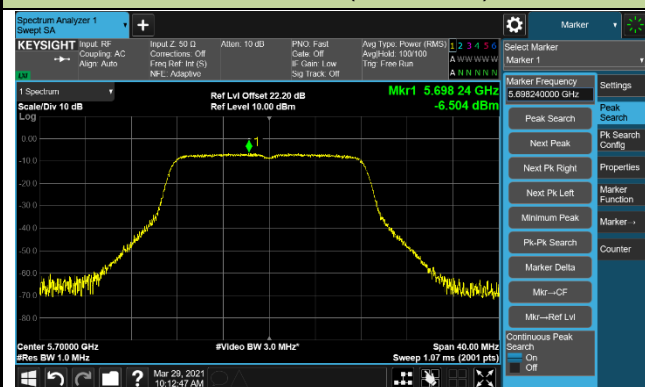 Spectrum Analyzer 1
Swept SA
+
Marker
KEYSIGHT
Input: RF
Coupling: AC
Align: Auto
Input Z: 50 Ω
Corrections: Off
Freq Ref: Int (S)
NFE: Adaptive
Atten: 10 dB
PNO: Fast
Gate: Off
IF Gain: Low
Sig Track: Off
Avg Type: Power (RMS)
Avg|Hold: 100/100
Trig: Free Run
1 2 3 4 5 6
A W W W W W
A N N N N N
LXI
Select Marker
Marker 1
1 Spectrum
Scale/Div 10 dB
Log
Ref Lvl Offset 22.20 dB
Ref Level 10.00 dBm
Mkr1 5.698 24 GHz
-6.504 dBm
1
0.00
-10.0
-20.0
-30.0
-40.0
-50.0
-60.0
-70.0
-80.0
Center 5.70000 GHz
#Res BW 1.0 MHz
#Video BW 3.0 MHz*
Span 40.00 MHz
Sweep 1.07 ms (2001 pts)
Marker Frequency
5.698240000 GHz
Peak Search
Next Peak
Next Pk Right
Next Pk Left
Minimum Peak
Pk-Pk Search
Marker Delta
Mkr→CF
Mkr→Ref Lvl
Continuous Peak
Search
On
Off
Settings
Peak
Search
Pk Search
Config
Properties
Marker
Function
Marker→
Counter
?
Mar 29, 2021
10:12:47 AM